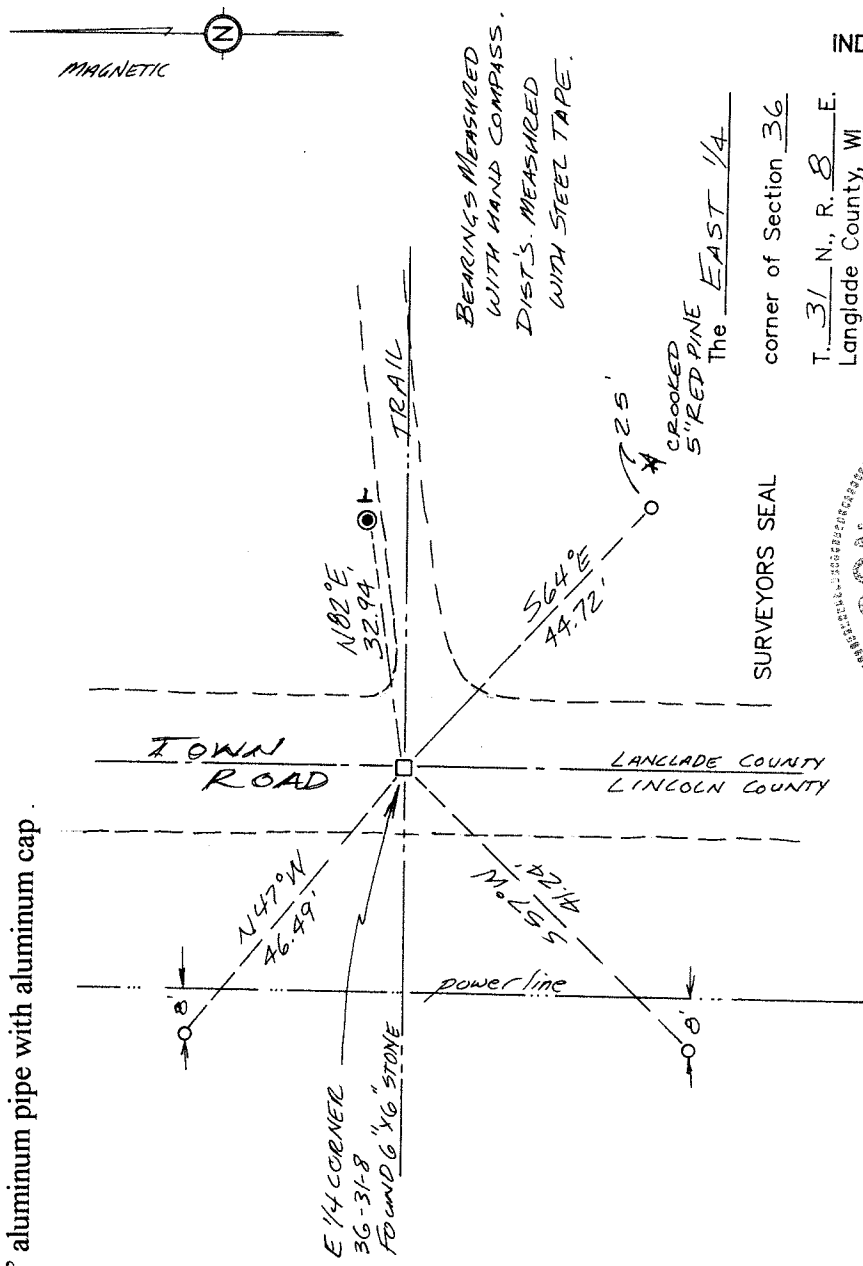 aluminum pipe with aluminum cap
MAGNETIC
N
BEARINGS MEASURED
WITH HAND COMPASS.
DIST'S. MEASURED
WITH STEEL TAPE.
TOWN
ROAD
TRAIL
N82°E,
32.94'
S64°E
44.72'
25'
CROOKED
5" RED PINE
N47°W
46.49'
S57°W
41.24'
8'
8'
powerline
E 1/4 CORNER
36-31-8
FOUND 6"X6" STONE
LANGLADE COUNTY
LINCOLN COUNTY
SURVEYORS SEAL
The EAST 1/4
corner of Section 36
T. 31 N., R. 8 E.
Langlade County, WI
IND